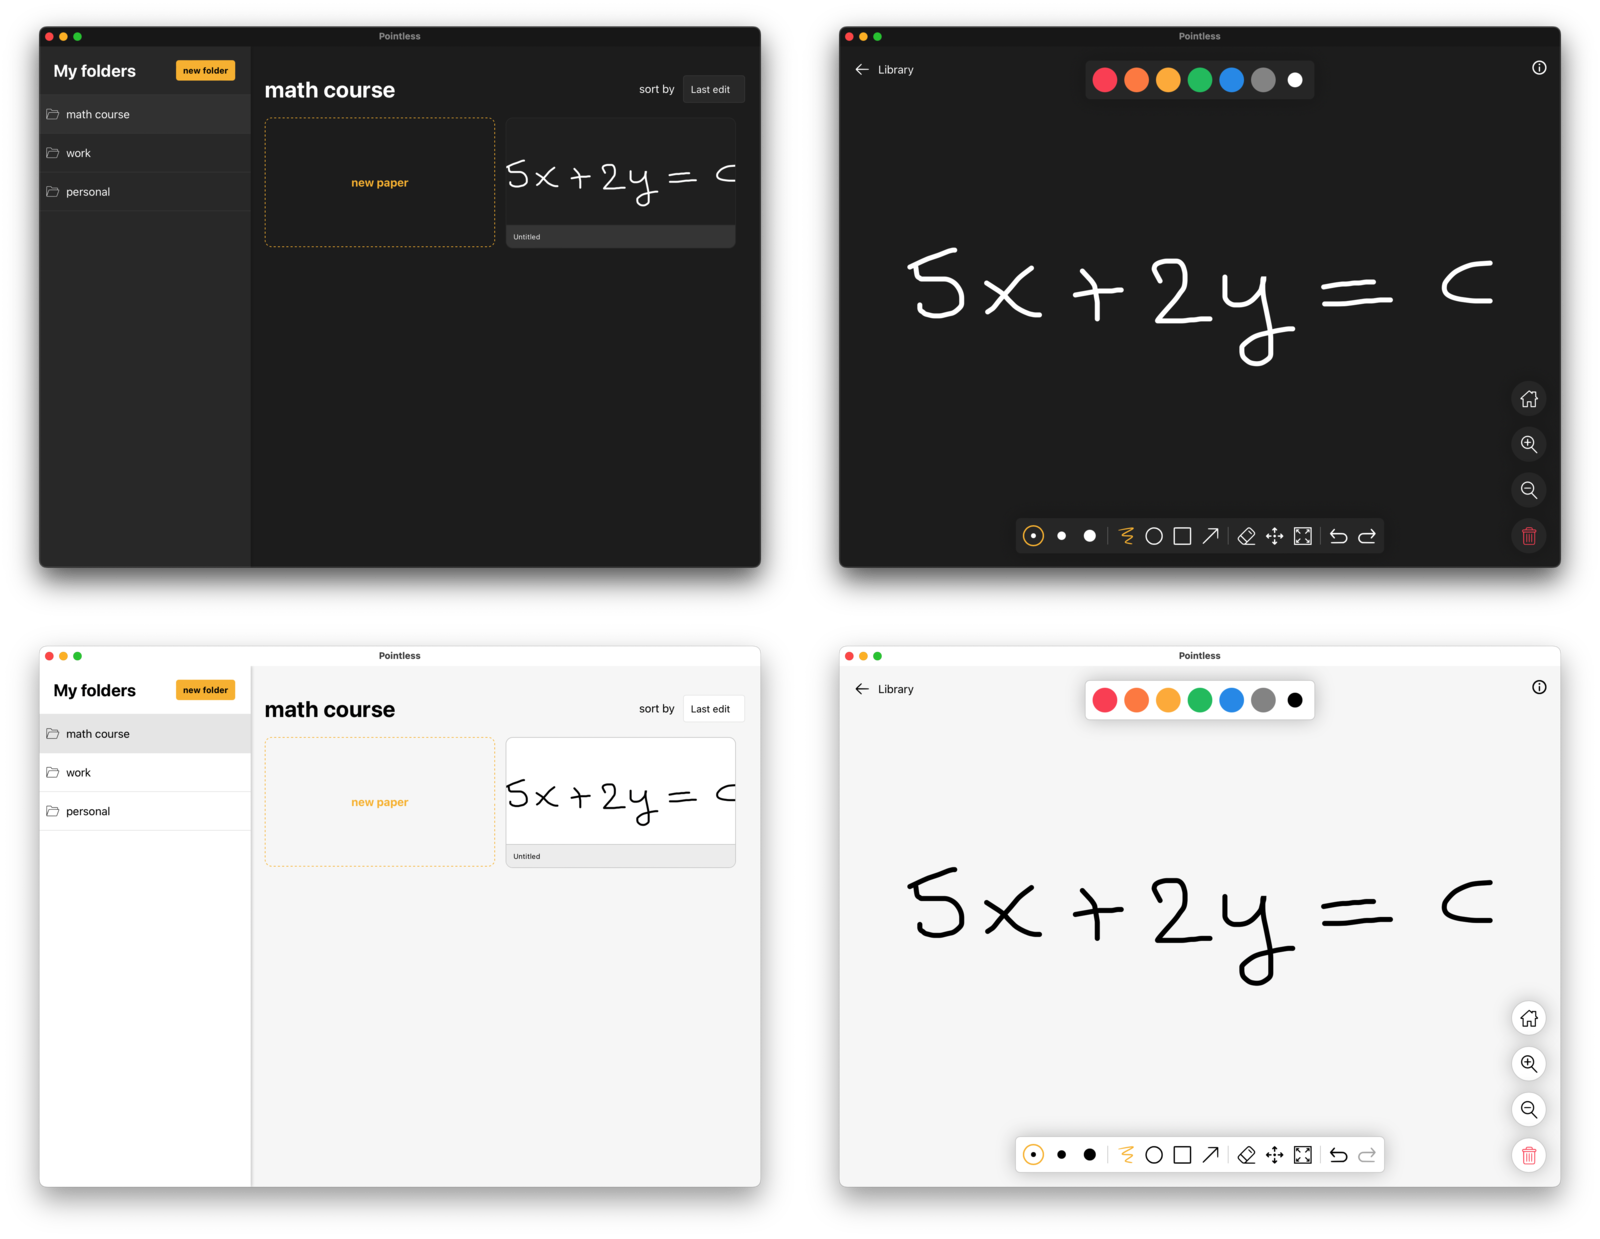 Pointless
My folders
new folder
math course
work
personal
math course
sort by
Last edit
new paper
5x+2y = c
Untitled
Pointless
Library
5x+2y = c
Pointless
My folders
new folder
math course
work
personal
math course
sort by
Last edit
new paper
5x+2y = c
Untitled
Pointless
Library
5x+2y = c